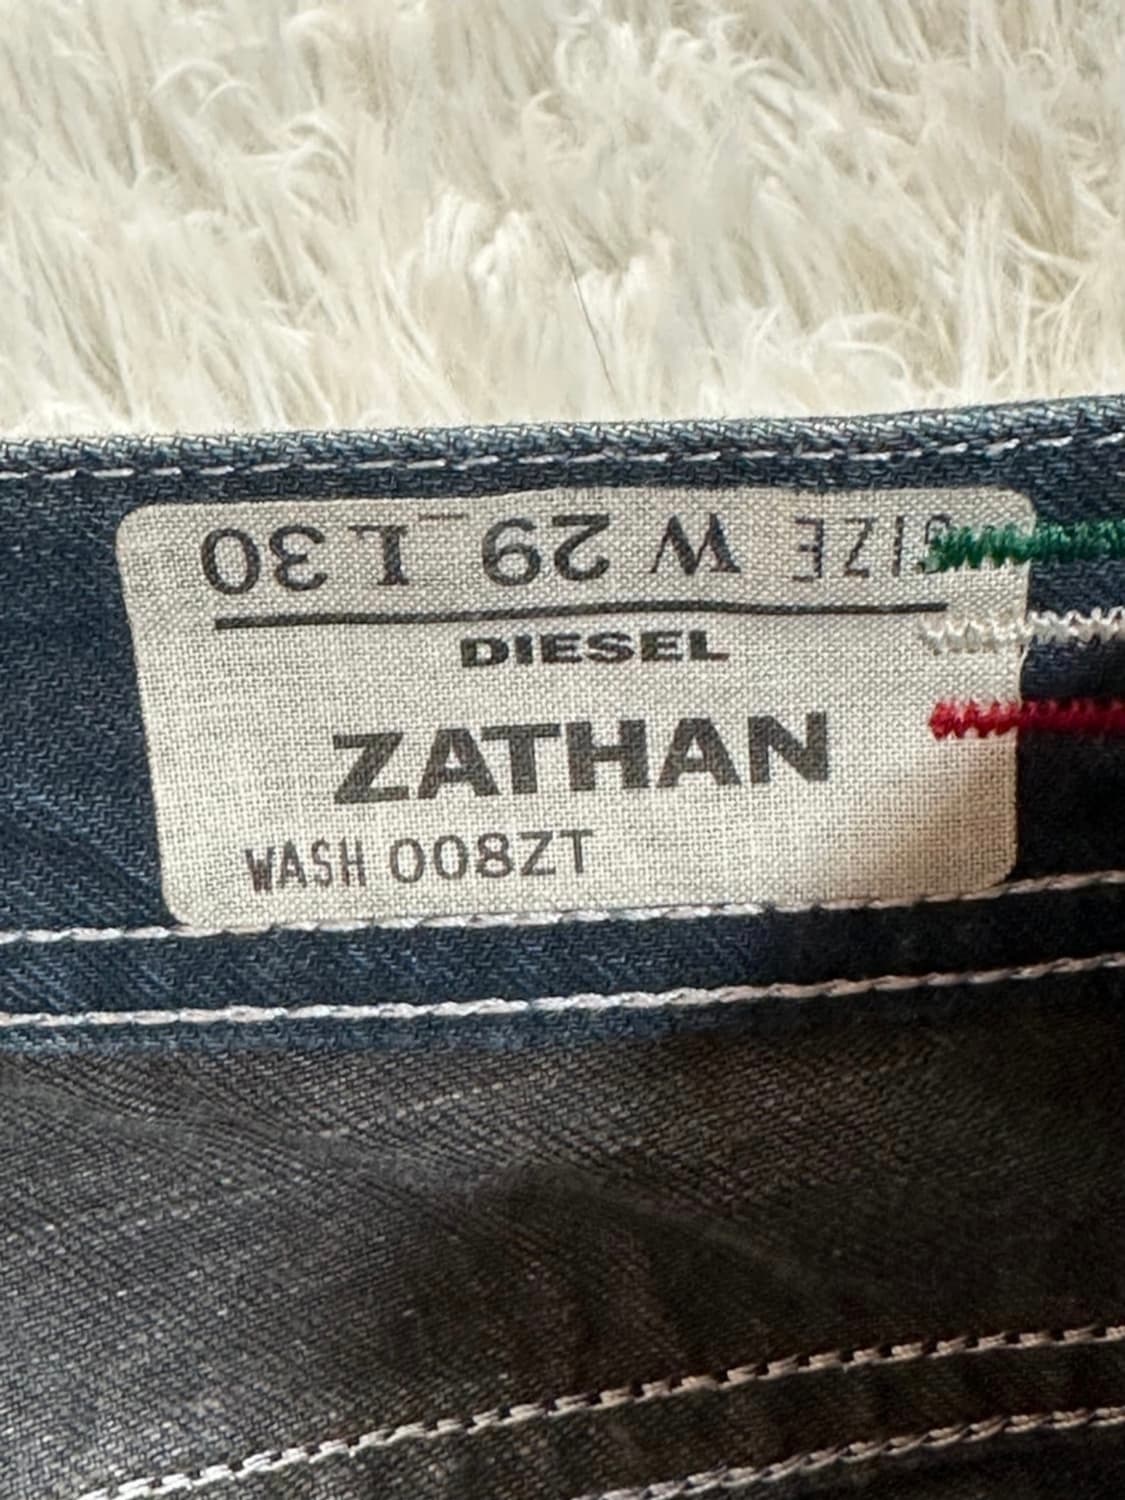 SIZE W 29 L 30
DIESEL
ZATHAN
WASH 008ZT